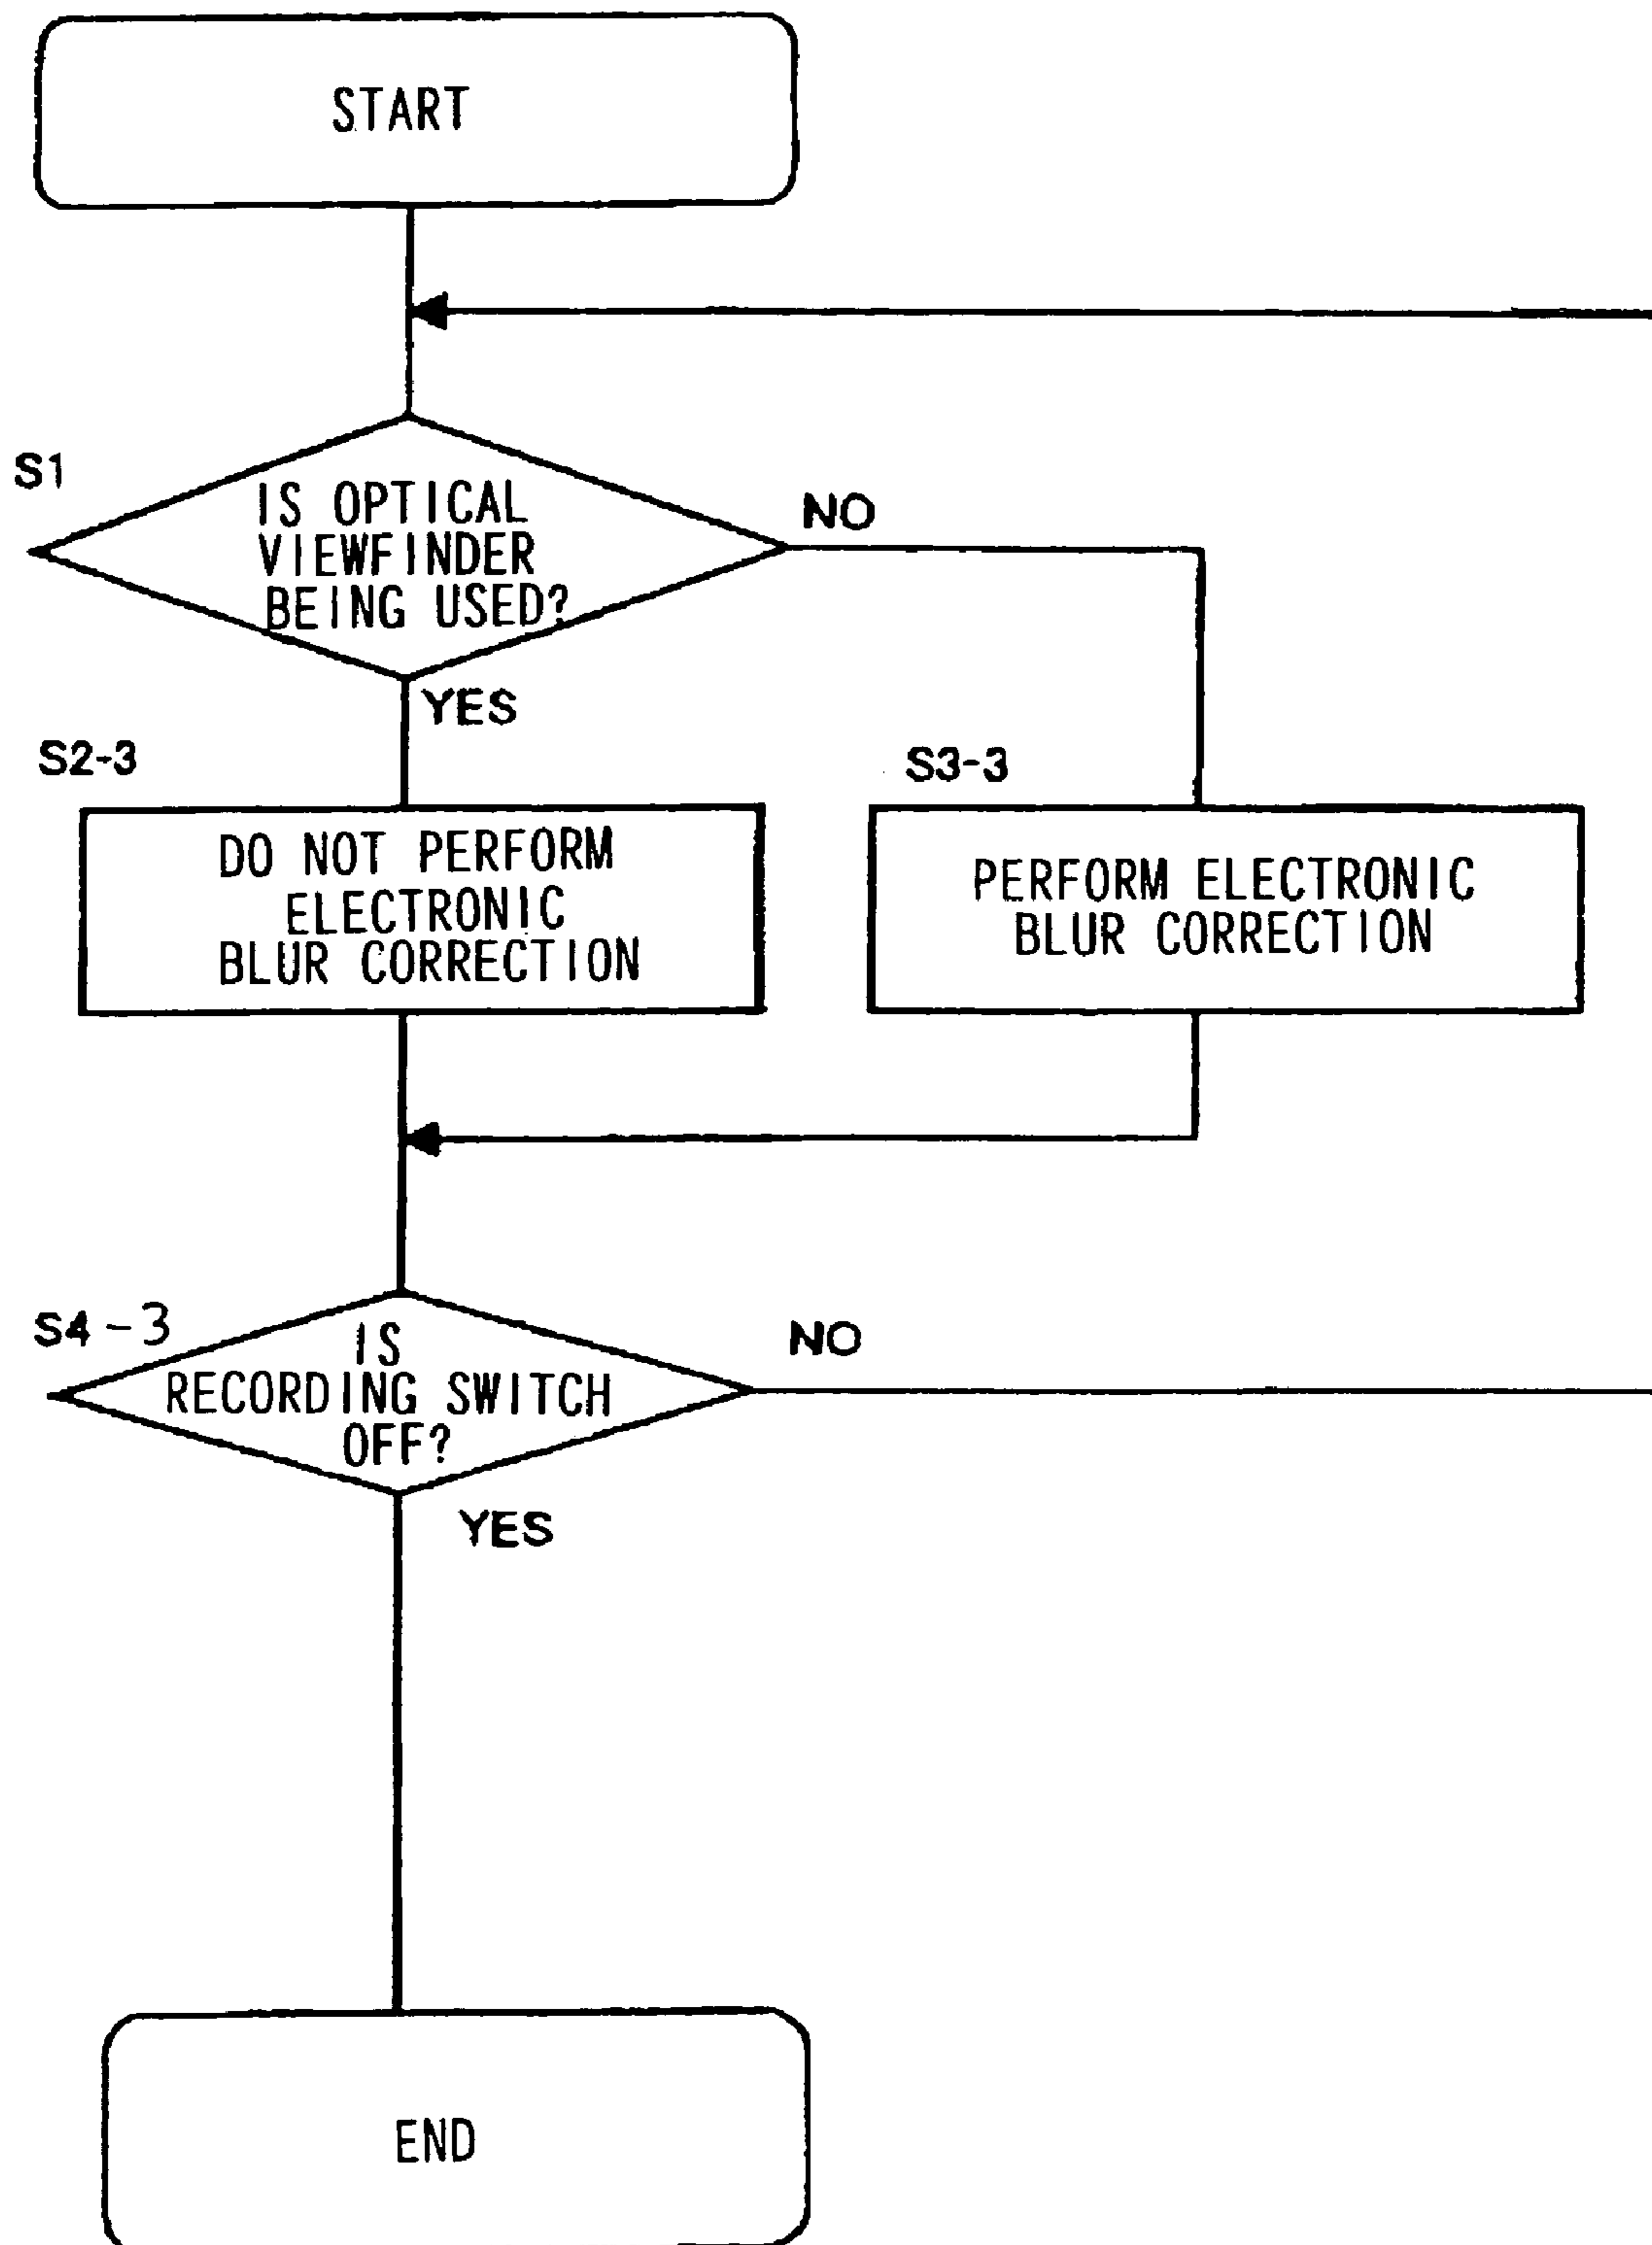 START
S1
IS OPTICAL
VIEWFINDER
BEING USED?
NO
YES
S2-3
DO NOT PERFORM
ELECTRONIC
BLUR CORRECTION
S3-3
PERFORM ELECTRONIC
BLUR CORRECTION
S4-3
IS
RECORDING SWITCH
OFF?
NO
YES
END